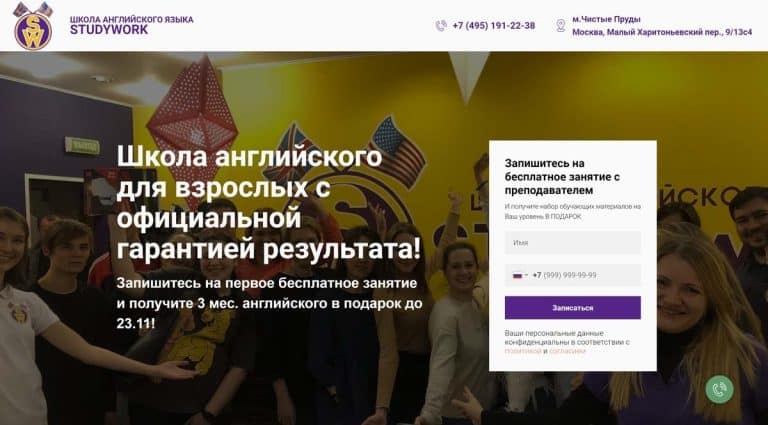 ШКОЛА АНГЛИЙСКОГО ЯЗЫКА
STUDYWORK
+7 (495) 191-22-38
м.Чистые Пруды
Москва, Малый Харитоньевский пер., 9/13с4
SW
ВЫХОД
Школа английского
для взрослых с
официальной
гарантией результата!
Запишитесь на первое бесплатное занятие
и получите 3 мес. английского в подарок до
23.11!
Запишитесь на
бесплатное занятие с
преподавателем
И получите набор обучающих материалов на
Ваш уровень В ПОДАРОК
Имя
+7 (999) 999-99-99
Записаться
Ваши персональные данные
конфиденциальны в соответствии с
политикой и согласием